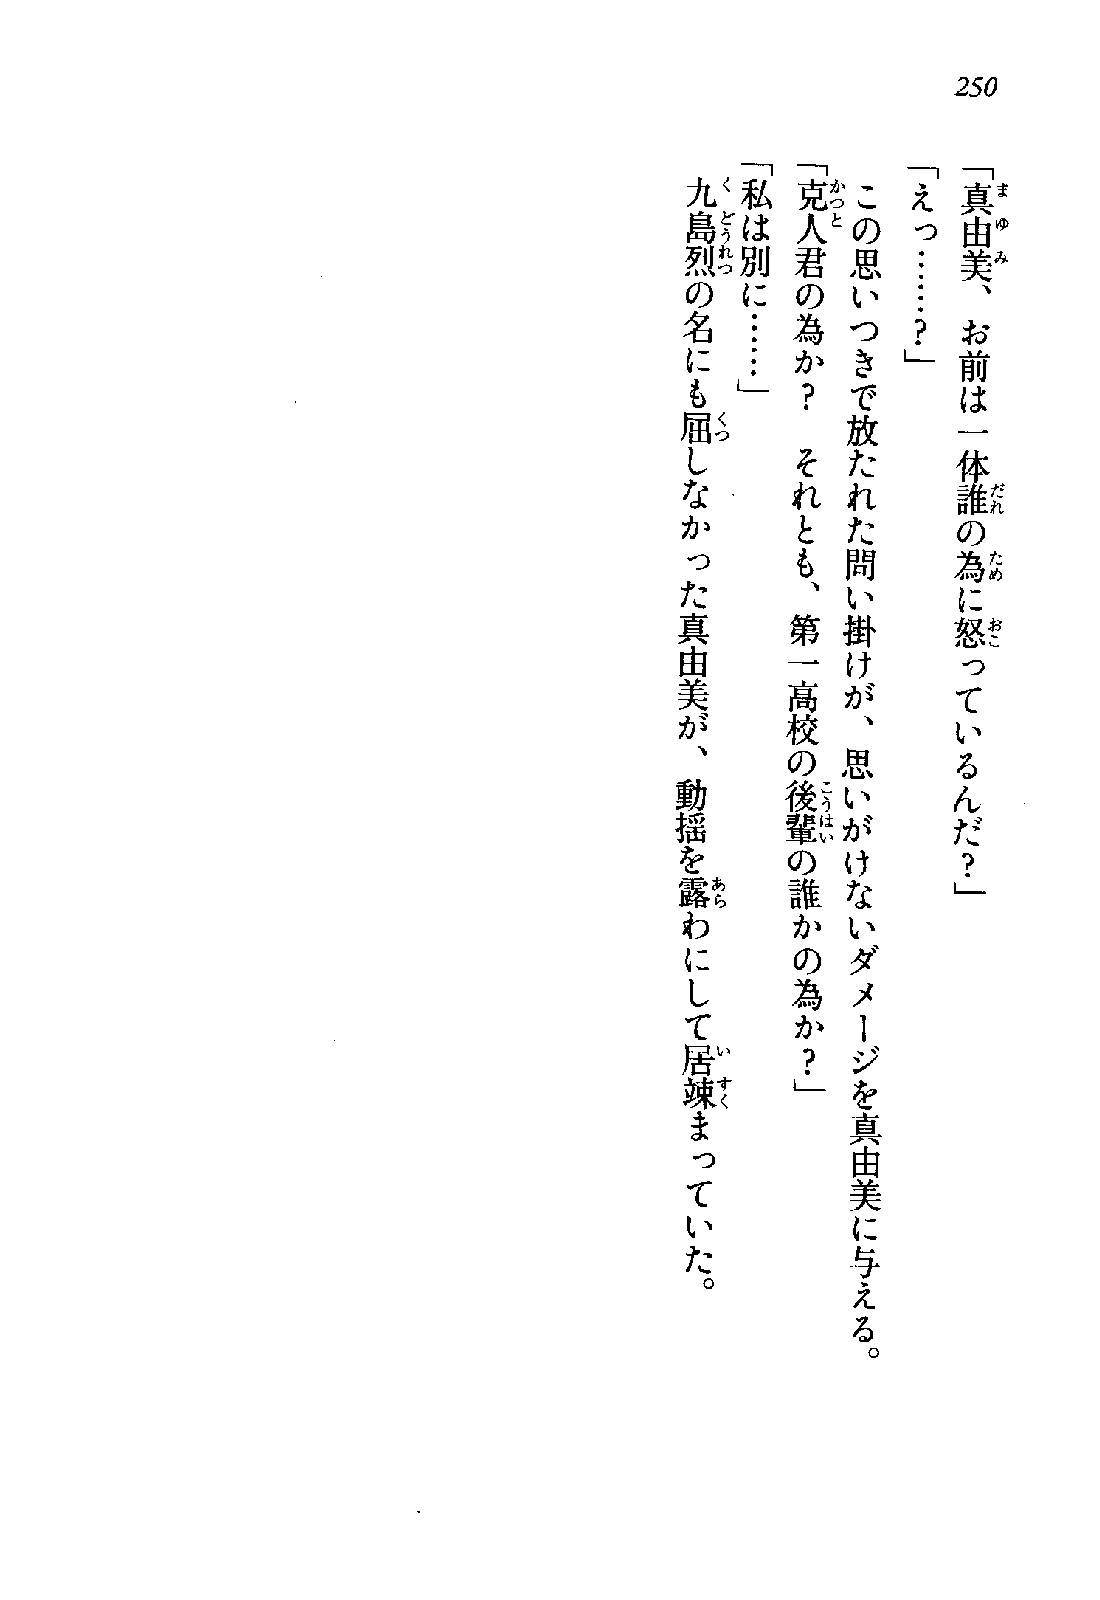 250
「真由美、お前は一体誰の為に怒っているんだ？」
「えっ……？」
この思いつきで放たれた問い掛けが、思いがけないダメージを真由美に与える。
「克人君の為か？　それとも、第一高校の後輩の誰かの為か？」
「私は別に……」
九島烈の名にも屈しなかった真由美が、動揺を露わにして居竦まっていた。